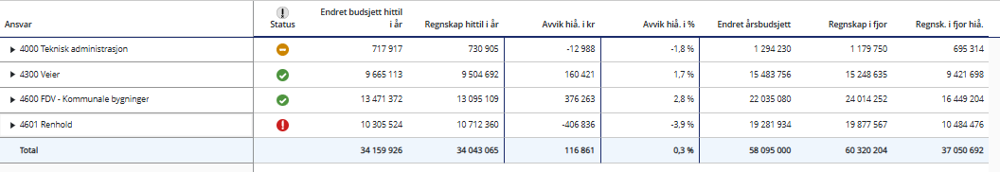 Ansvar Status Endret budsjett hittil i år Regnskap hittil i år Avvik hiå. i kr Avvik hiå. i % Endret årsbudsjett Regnskap i fjor Regnsk. i fjor hiå.
4000 Teknisk administrasjon 717 917 730 905 -12 988 -1,8 % 1 294 230 1 179 750 695 314
4300 Veier 9 665 113 9 504 692 160 421 1,7 % 15 483 756 15 248 635 9 421 698
4600 FDV - Kommunale bygninger 13 471 372 13 095 109 376 263 2,8 % 22 035 080 24 014 252 16 449 204
4601 Renhold 10 305 524 10 712 360 -406 836 -3,9 % 19 281 934 19 877 567 10 484 476
Total 34 159 926 34 043 065 116 861 0,3 % 58 095 000 60 320 204 37 050 692